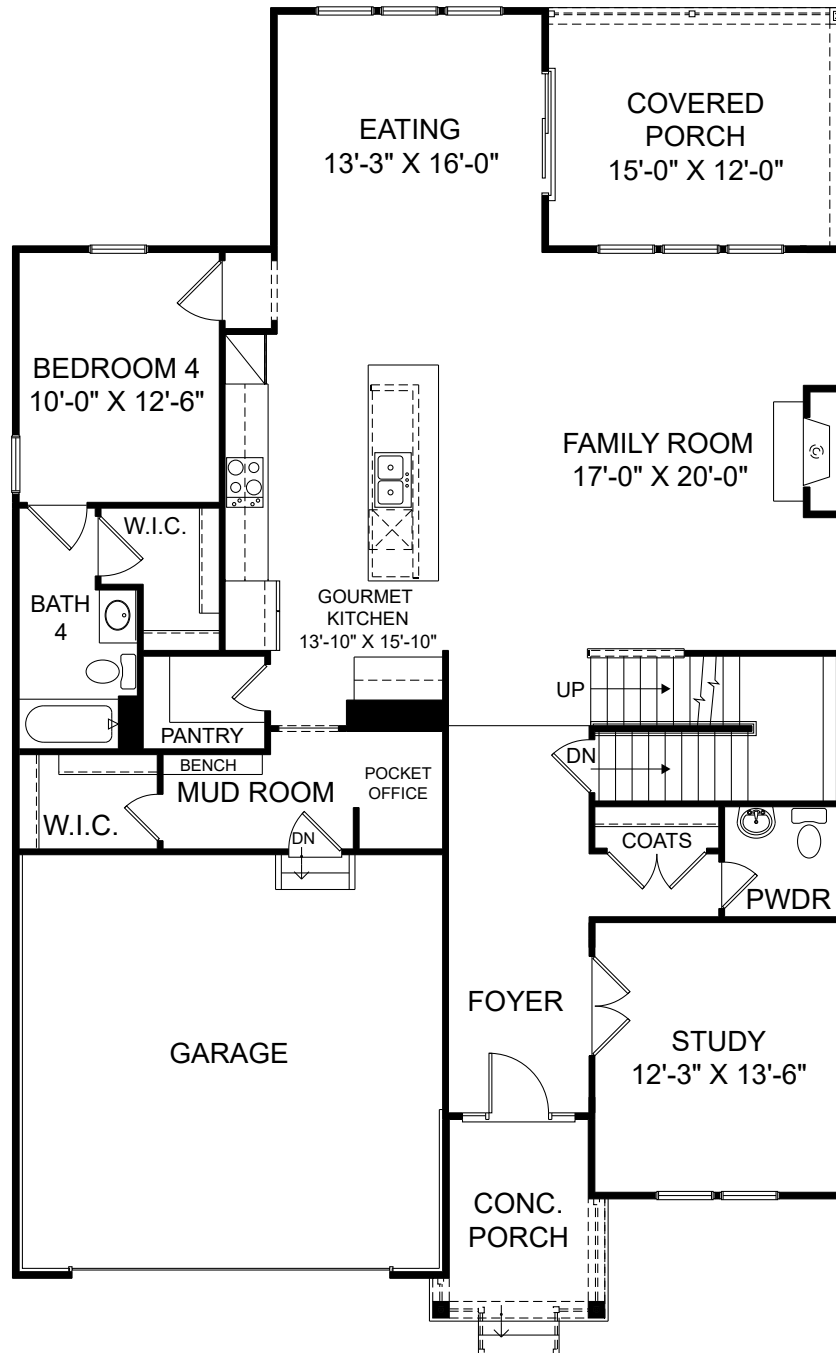 EATING
13'-3" X 16'-0"
COVERED
PORCH
15'-0" X 12'-0"
BEDROOM 4
10'-0" X 12'-6"
FAMILY ROOM
17'-0" X 20'-0"
W.I.C.
BATH
4
GOURMET
KITCHEN
13'-10" X 15'-10"
UP
PANTRY
DN
BENCH
MUD ROOM
POCKET
OFFICE
W.I.C.
DN
COATS
PWDR
FOYER
GARAGE
STUDY
12'-3" X 13'-6"
CONC.
PORCH